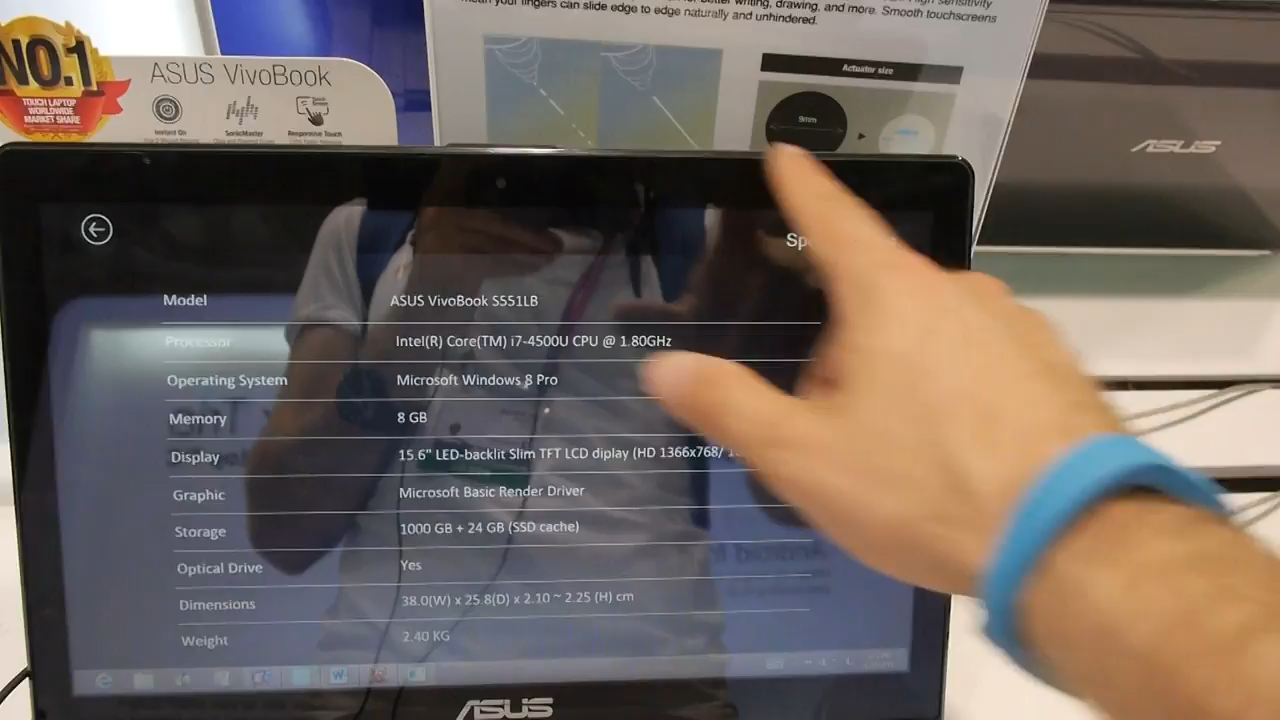 writing, drawing, and more. Smooth touchscreens
mean your fingers can slide edge to edge naturally and unhindered.
Actuator size
9mm
NO.1
TOUCH LAPTOP
WORLDWIDE
MARKET SHARE
ASUS VivoBook
Instant On
SonicMaster
Responsive Touch
ASUS
Model ASUS VivoBook S551LB
Processor Intel(R) Core(TM) i7-4500U CPU @ 1.80GHz
Operating System Microsoft Windows 8 Pro
Memory 8 GB
Display 15.6" LED-backlit Slim TFT LCD diplay (HD 1366x768/
Graphic Microsoft Basic Render Driver
Storage 1000 GB + 24 GB (SSD cache)
Optical Drive Yes
Dimensions 38.0(W) x 25.8(D) x 2.10 ~ 2.25 (H) cm
Weight 2.40 KG
ASUS